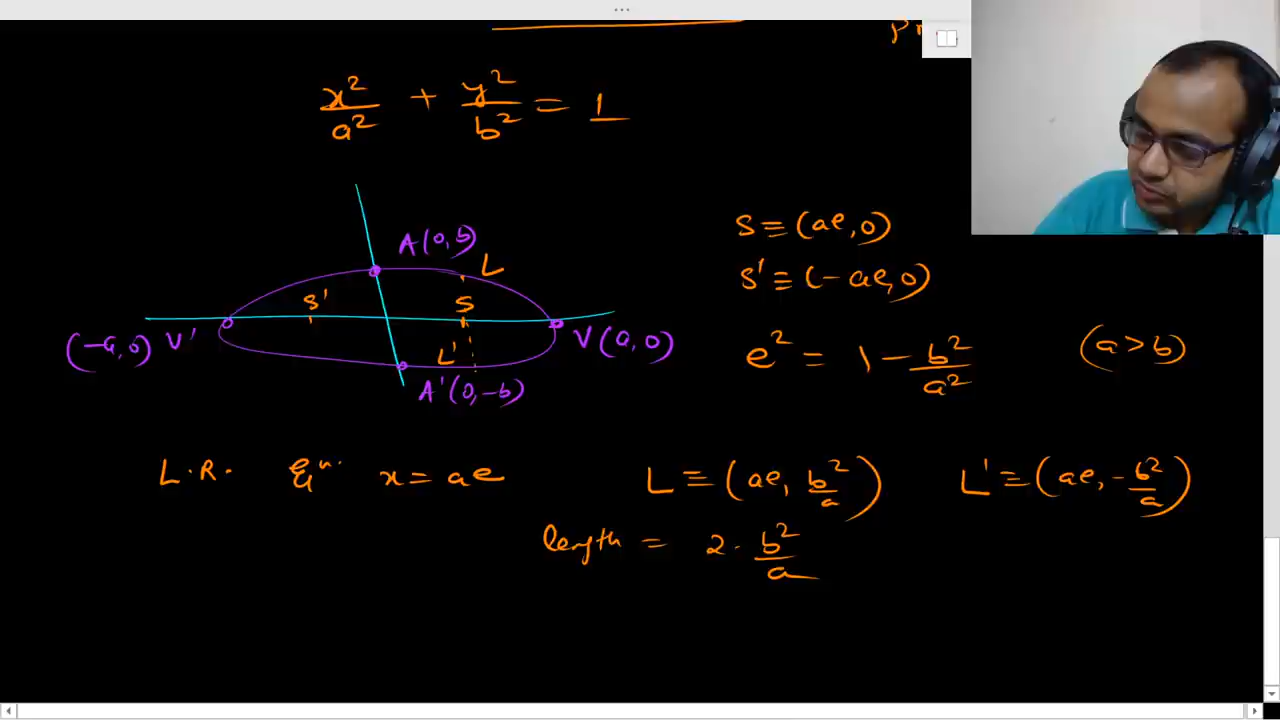 x²/a² + y²/b² = 1
A(0,b)
L
S'
S
(-a,0) V'
L'
V(a,0)
A'(0,-b)
S ≡ (ae,0)
S' ≡ (-ae,0)
e² = 1 - b²/a² (a>b)
L.R. Eqⁿ. x = ae L ≡ (ae, b²/a) L' ≡ (ae, -b²/a)
length = 2. b²/a